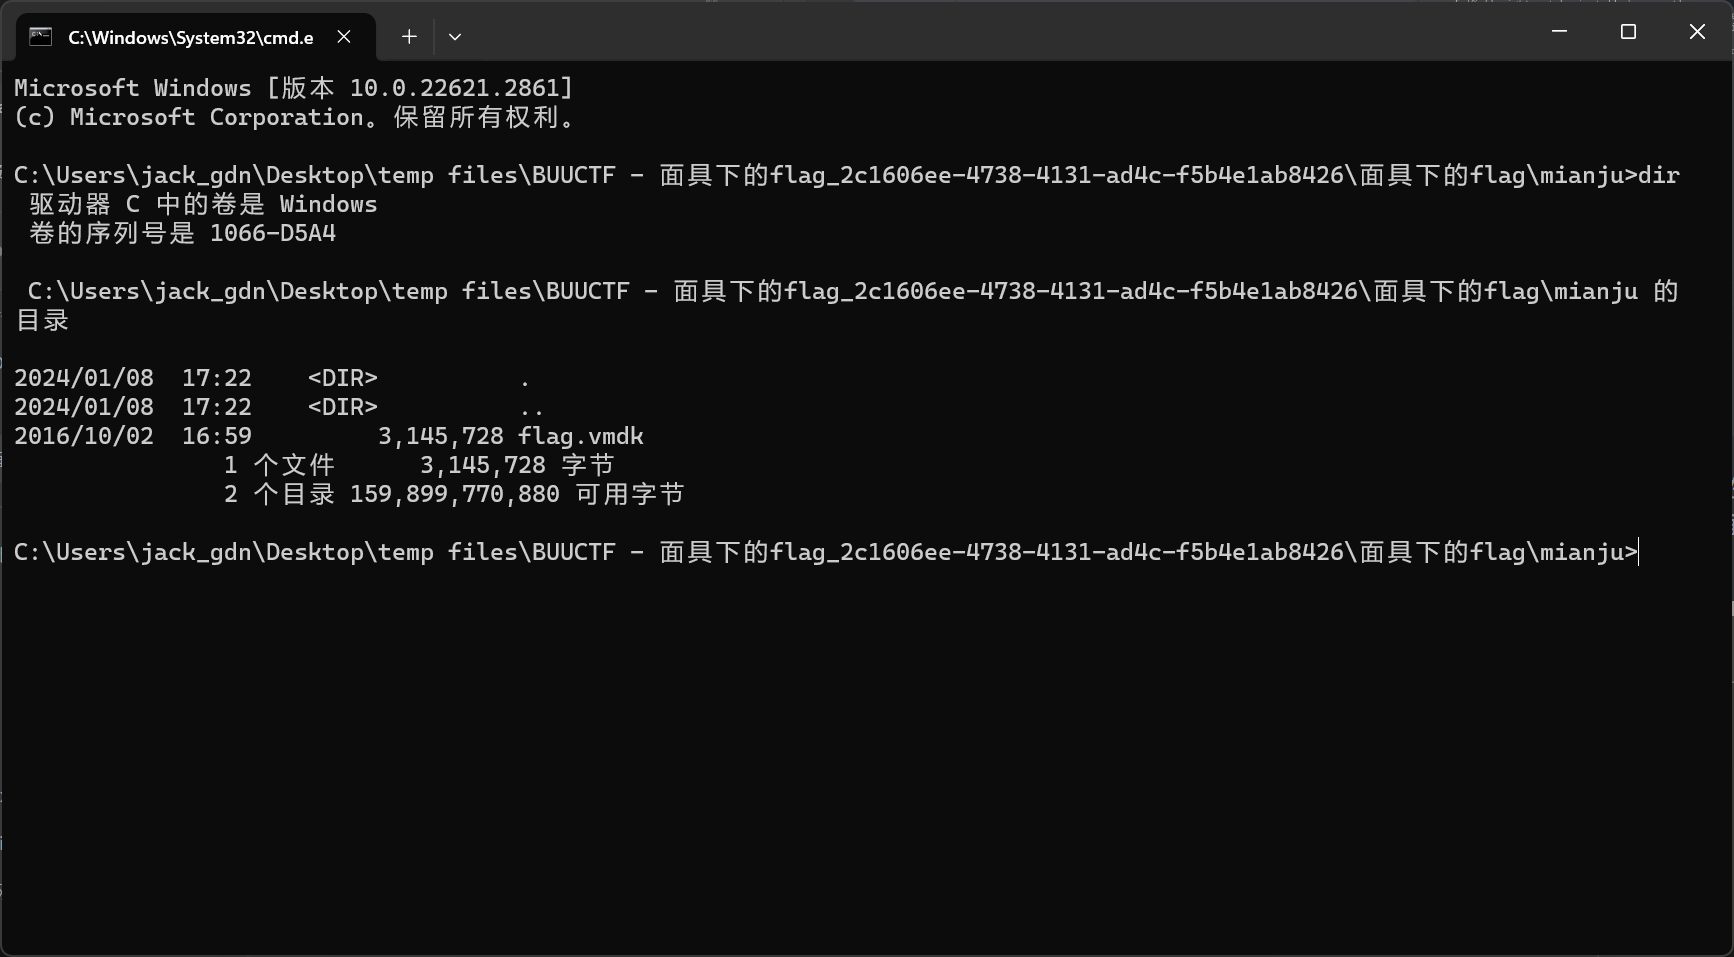 C:\Windows\System32\cmd.e
Microsoft Windows [版本 10.0.22621.2861]
(c) Microsoft Corporation。保留所有权利。
C:\Users\jack_gdn\Desktop\temp files\BUUCTF - 面具下的flag_2c1606ee-4738-4131-ad4c-f5b4e1ab8426\面具下的flag\mianju>dir
驱动器 C 中的卷是 Windows
卷的序列号是 1066-D5A4
C:\Users\jack_gdn\Desktop\temp files\BUUCTF - 面具下的flag_2c1606ee-4738-4131-ad4c-f5b4e1ab8426\面具下的flag\mianju 的
目录
2024/01/08  17:22    <DIR>          .
2024/01/08  17:22    <DIR>          ..
2016/10/02  16:59         3,145,728 flag.vmdk
1 个文件      3,145,728 字节
2 个目录 159,899,770,880 可用字节
C:\Users\jack_gdn\Desktop\temp files\BUUCTF - 面具下的flag_2c1606ee-4738-4131-ad4c-f5b4e1ab8426\面具下的flag\mianju>